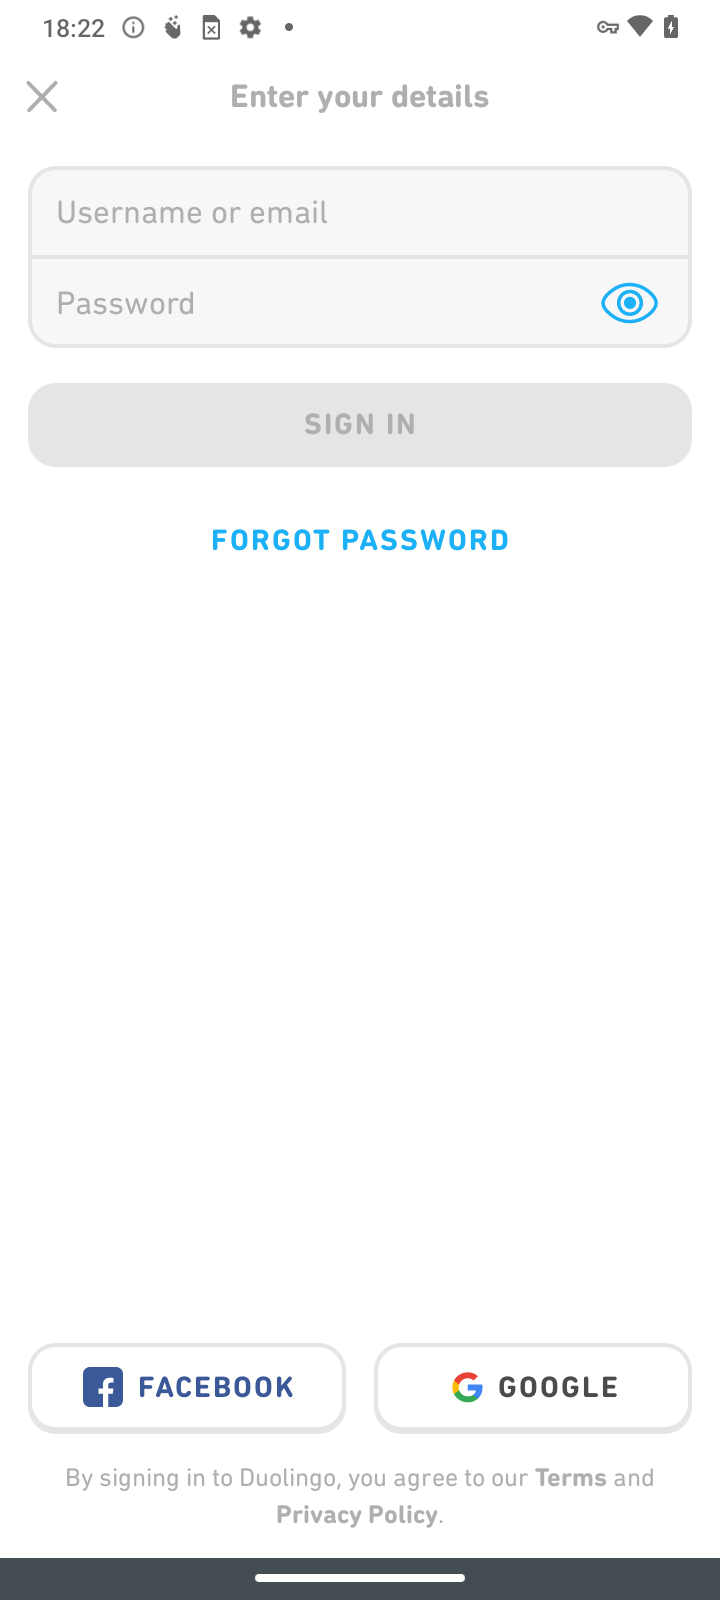 18:22
Enter your details
Username or email
Password
SIGN IN
FORGOT PASSWORD
FACEBOOK
GOOGLE
By signing in to Duolingo, you agree to our Terms and
Privacy Policy.